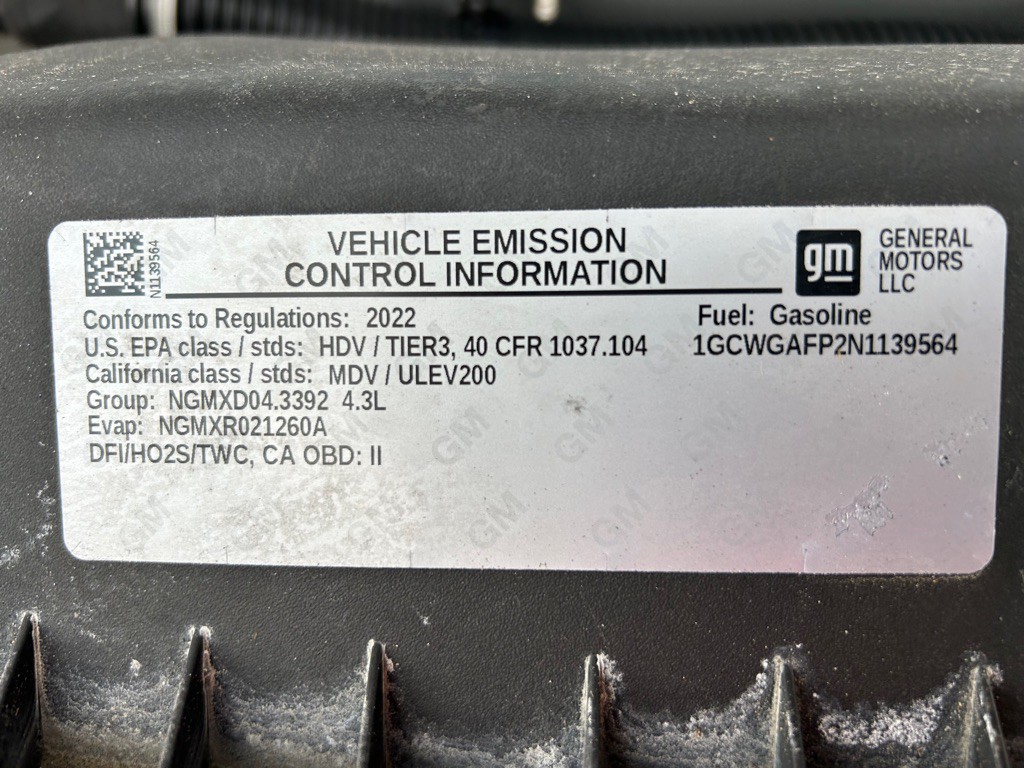 N1139564
VEHICLE EMISSION
CONTROL INFORMATION
gm
GENERAL
MOTORS
LLC
Conforms to Regulations: 2022
Fuel: Gasoline
U.S. EPA class / stds: HDV / TIER3, 40 CFR 1037.104
1GCWGAFP2N1139564
California class / stds: MDV / ULEV200
Group: NGMXD04.3392 4.3L
Evap: NGMXR021260A
DFI/HO2S/TWC, CA OBD: II